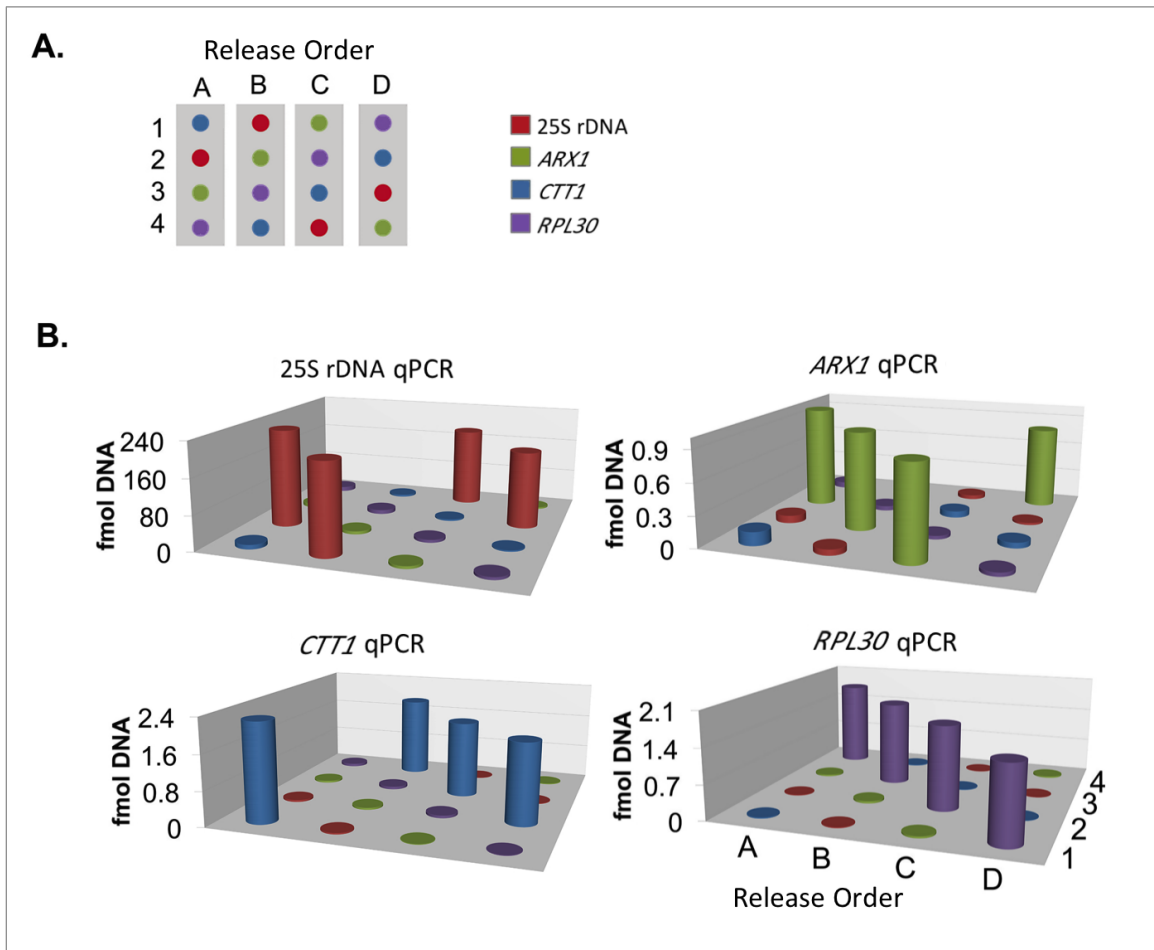 A.
Release Order
A B C D
1
2
3
4
25S rDNA
ARX1
CTT1
RPL30
B.
25S rDNA qPCR
fmol DNA
240
160
80
0
ARX1 qPCR
fmol DNA
0.9
0.6
0.3
0
CTT1 qPCR
fmol DNA
2.4
1.6
0.8
0
RPL30 qPCR
fmol DNA
2.1
1.4
0.7
0
4
3
2
1
A B C D
Release Order